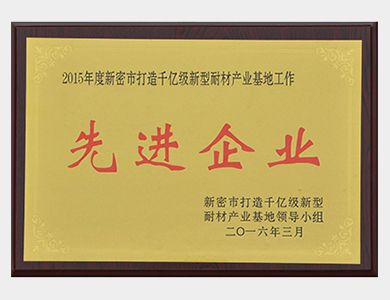 2015年度新密市打造千亿级新型耐材产业基地工作
先进企业
新密市打造千亿级新型
耐材产业基地领导小组
二〇一六年三月